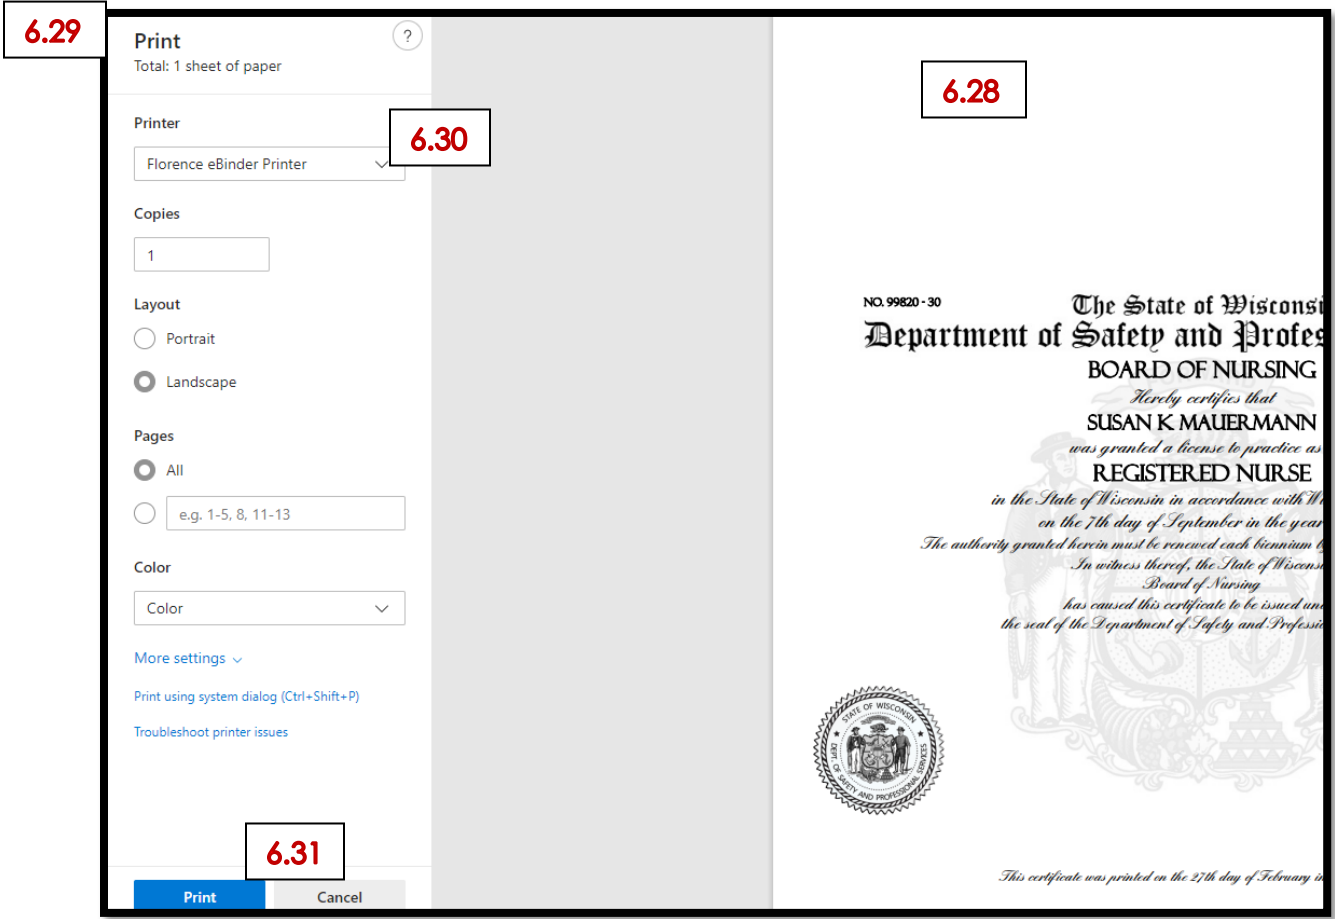 6.29
Print
?
Total: 1 sheet of paper
6.28
Printer
6.30
Florence eBinder Printer
Copies
1
Layout
Portrait
Landscape
Pages
All
e.g. 1-5, 8, 11-13
Color
Color
More settings
Print using system dialog (Ctrl+Shift+P)
Troubleshoot printer issues
6.31
Print
Cancel
NO. 99820 - 30
The State of Wisconsi
Department of Safety and Profes
BOARD OF NURSING
Hereby certifies that
SUSAN K MAUERMANN
was granted a license to practice as
REGISTERED NURSE
in the State of Wisconsin in accordance with Wi
on the 7th day of September in the year
The authority granted herein must be renewed each biennium b
In witness thereof, the State of Wiscons
Board of Nursing
has caused this certificate to be issued und
the seal of the Department of Safety and Professio
STATE OF WISCONSIN
DEPT. OF SAFETY AND PROFESSIONAL SERVICES
This certificate was printed on the 27th day of February in